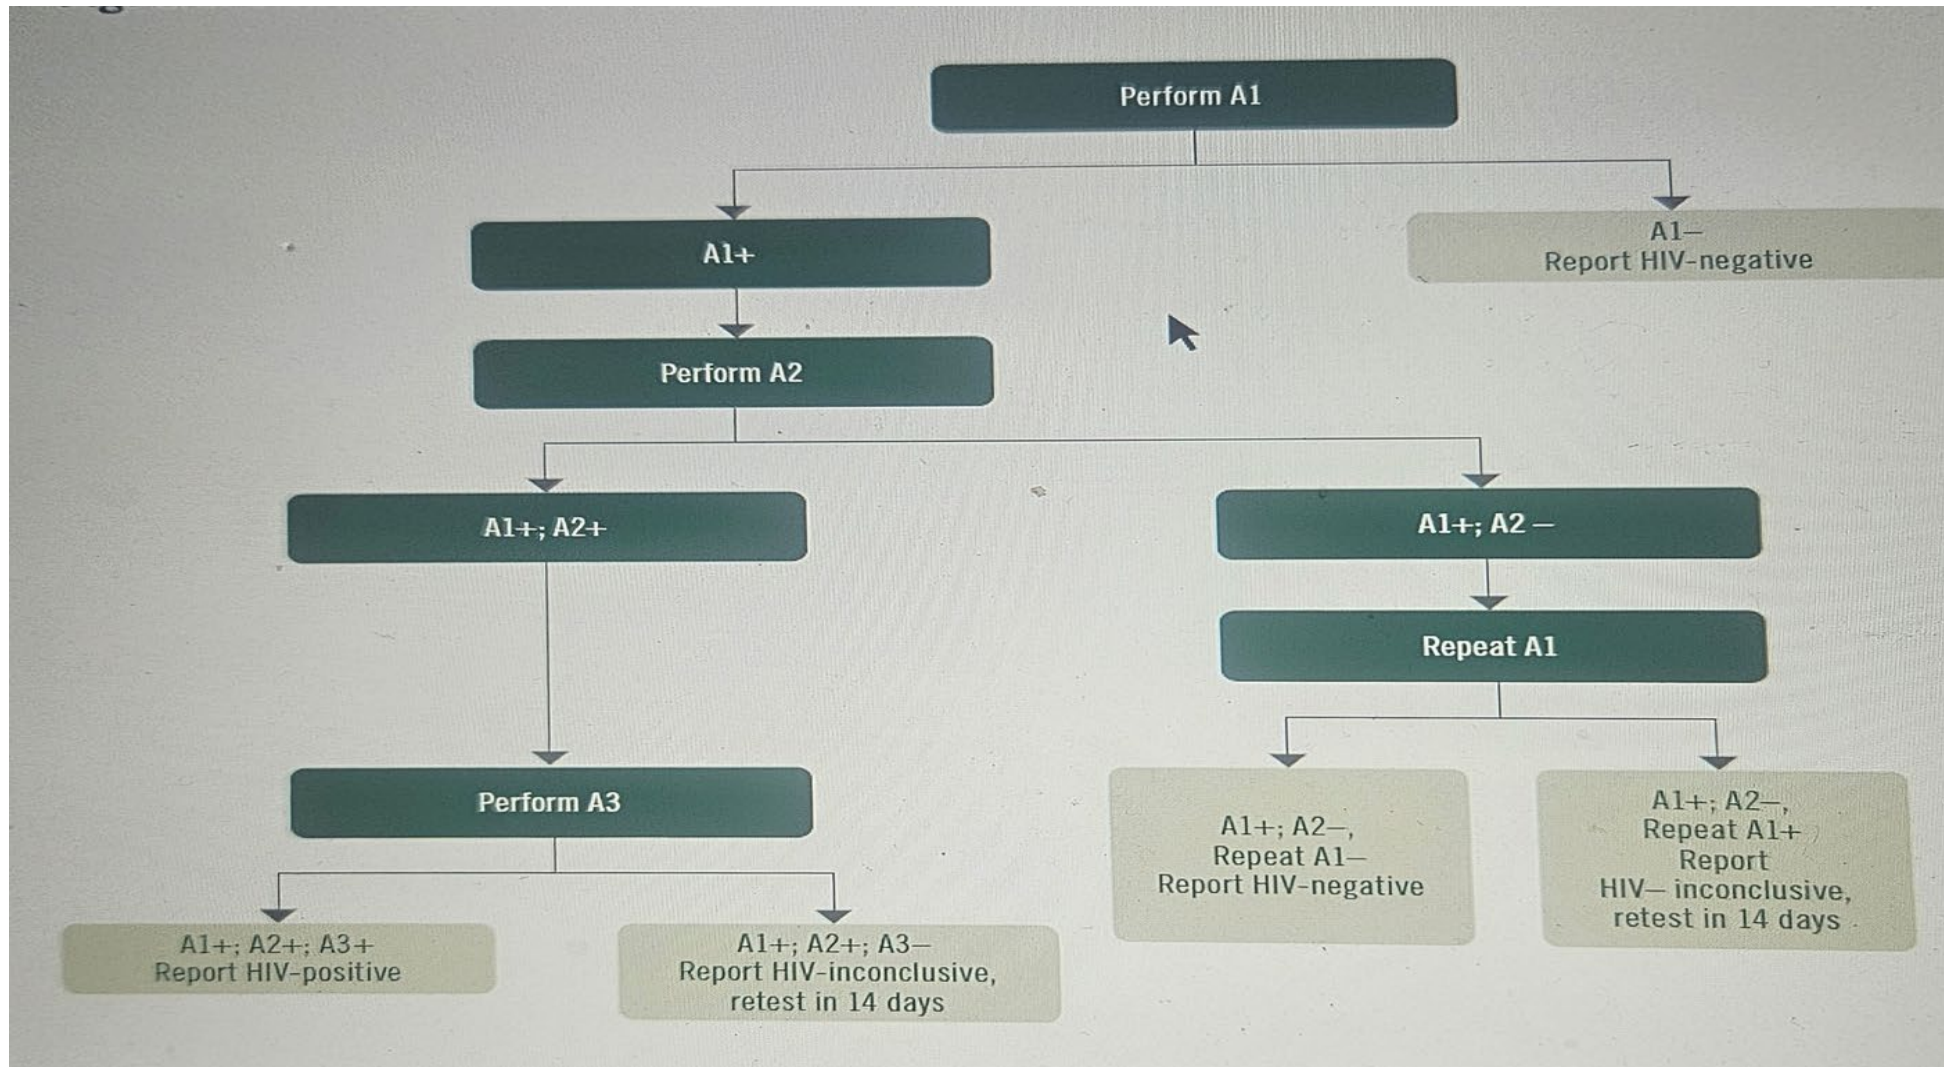 Perform A1
A1+
A1—
Report HIV-negative
Perform A2
A1+; A2+
A1+; A2 —
Repeat A1
Perform A3
A1+; A2—,
Repeat A1—
Report HIV-negative
A1+; A2—,
Repeat A1+
Report
HIV— inconclusive,
retest in 14 days
A1+; A2+; A3+
Report HIV-positive
A1+; A2+; A3—
Report HIV-inconclusive,
retest in 14 days